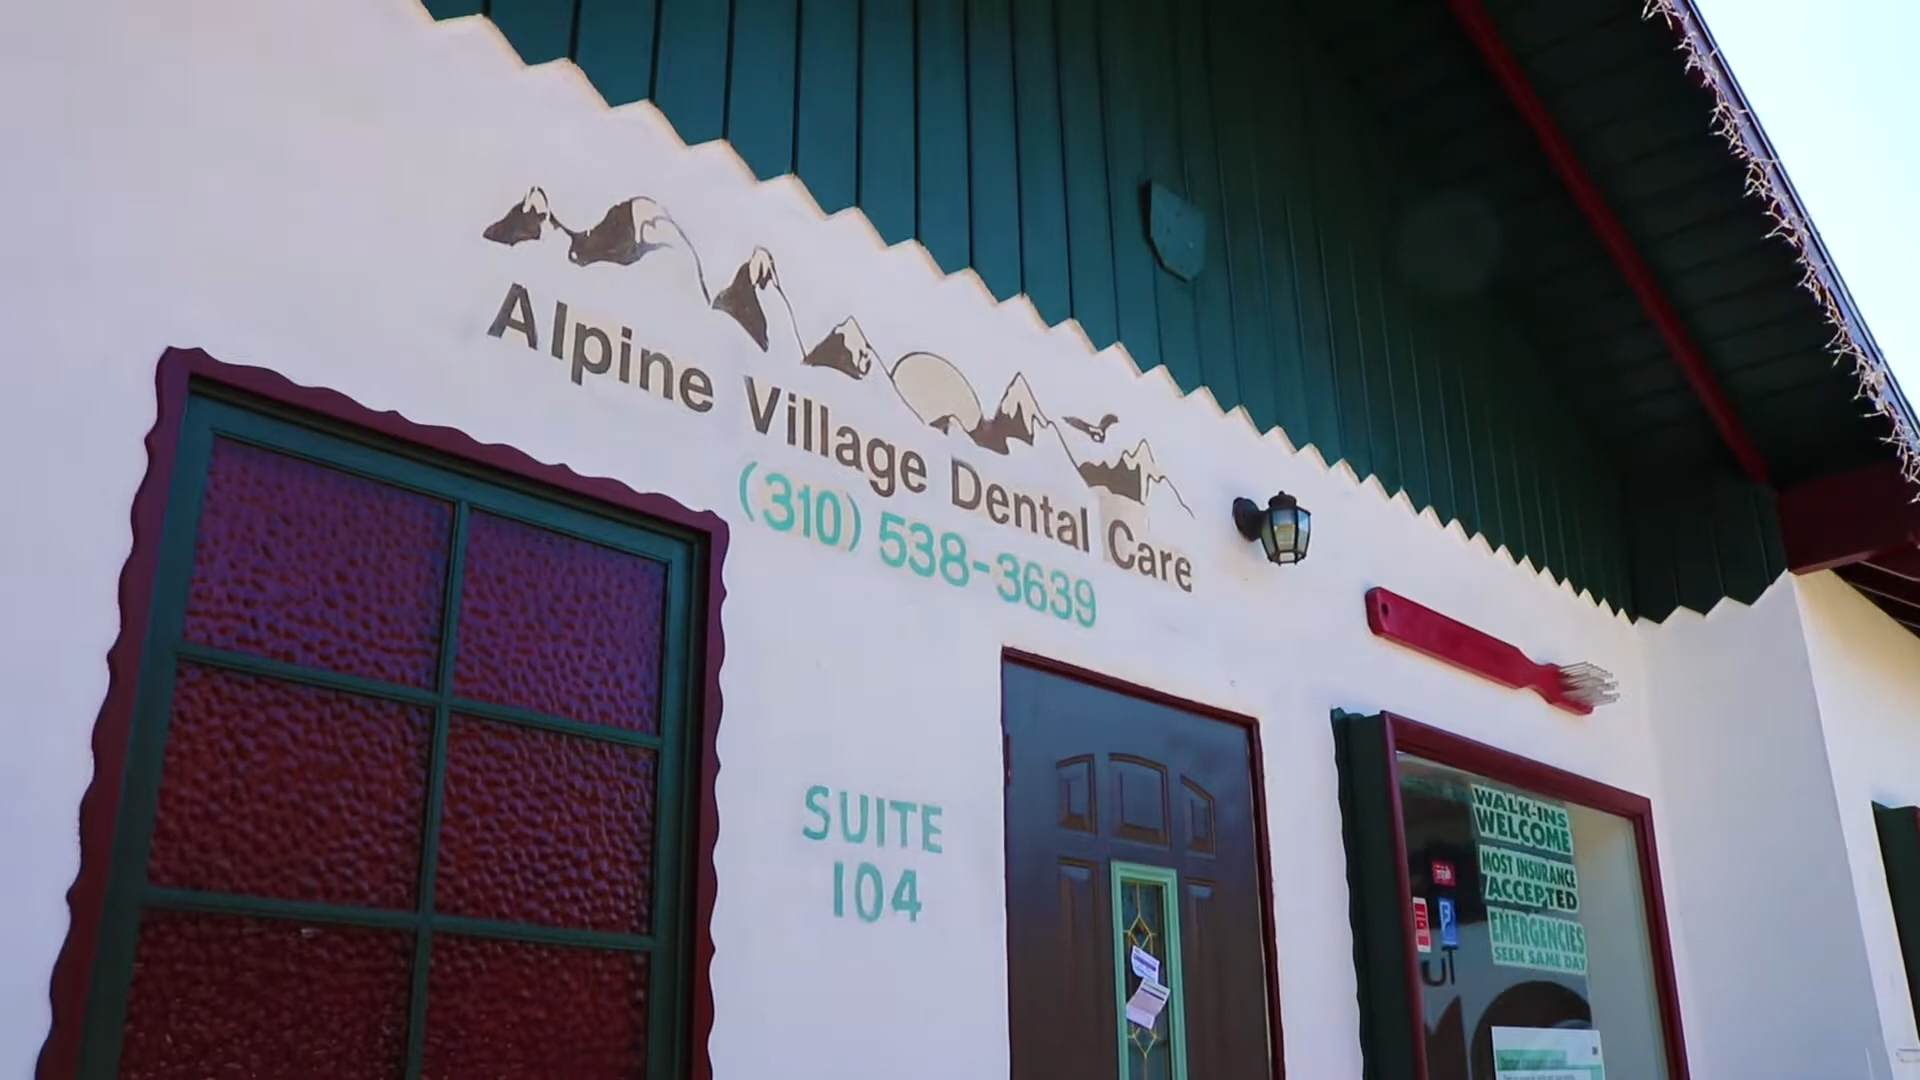 Alpine Village Dental Care
(310) 538-3639
SUITE
104
WALK-INS
WELCOME
MOST INSURANCE
ACCEPTED
EMERGENCIES
SEEN SAME DAY